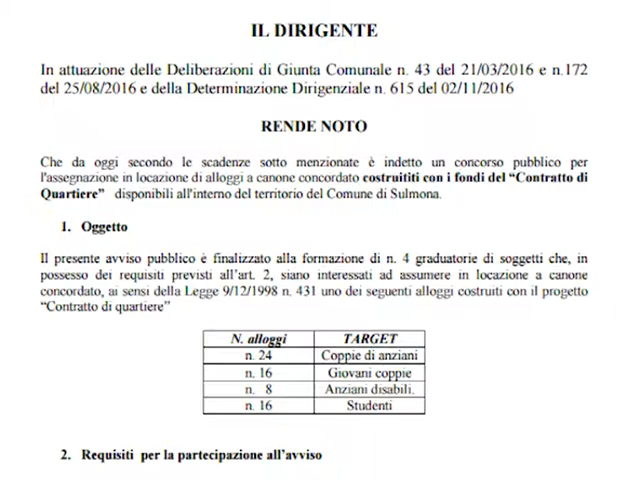 IL DIRIGENTE
In attuazione delle Deliberazioni di Giunta Comunale n. 43 del 21/03/2016 e n.172
del 25/08/2016 e della Determinazione Dirigenziale n. 615 del 02/11/2016
RENDE NOTO
Che da oggi secondo le scadenze sotto menzionate è indetto un concorso pubblico per
l'assegnazione in locazione di alloggi a canone concordato costruititi con i fondi del “Contratto di
Quartiere” disponibili all'interno del territorio del Comune di Sulmona.
1. Oggetto
Il presente avviso pubblico è finalizzato alla formazione di n. 4 graduatorie di soggetti che, in
possesso dei requisiti previsti all’art. 2, siano interessati ad assumere in locazione a canone
concordato, ai sensi della Legge 9/12/1998 n. 431 uno dei seguenti alloggi costruiti con il progetto
“Contratto di quartiere”
N. alloggi TARGET
n. 24 Coppie di anziani
n. 16 Giovani coppie
n. 8 Anziani disabili.
n. 16 Studenti
2. Requisiti per la partecipazione all’avviso